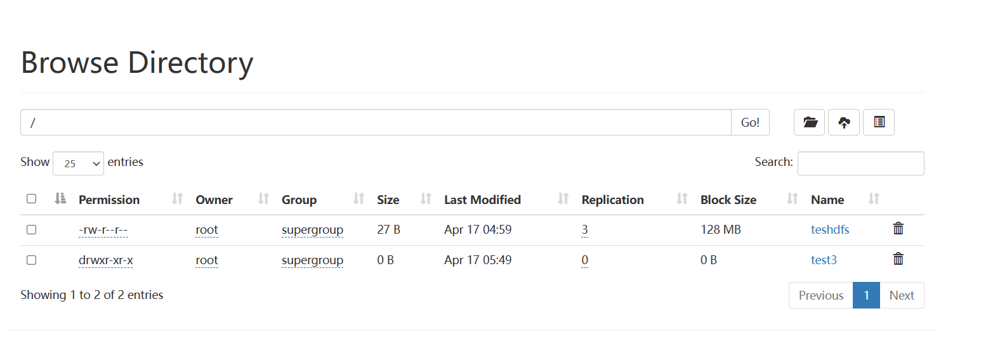 Browse Directory
/ Go!
Show 25 entries Search:
Permission Owner Group Size Last Modified Replication Block Size Name
-rw-r--r-- root supergroup 27 B Apr 17 04:59 3 128 MB teshdfs
drwxr-xr-x root supergroup 0 B Apr 17 05:49 0 0 B test3
Showing 1 to 2 of 2 entries Previous 1 Next